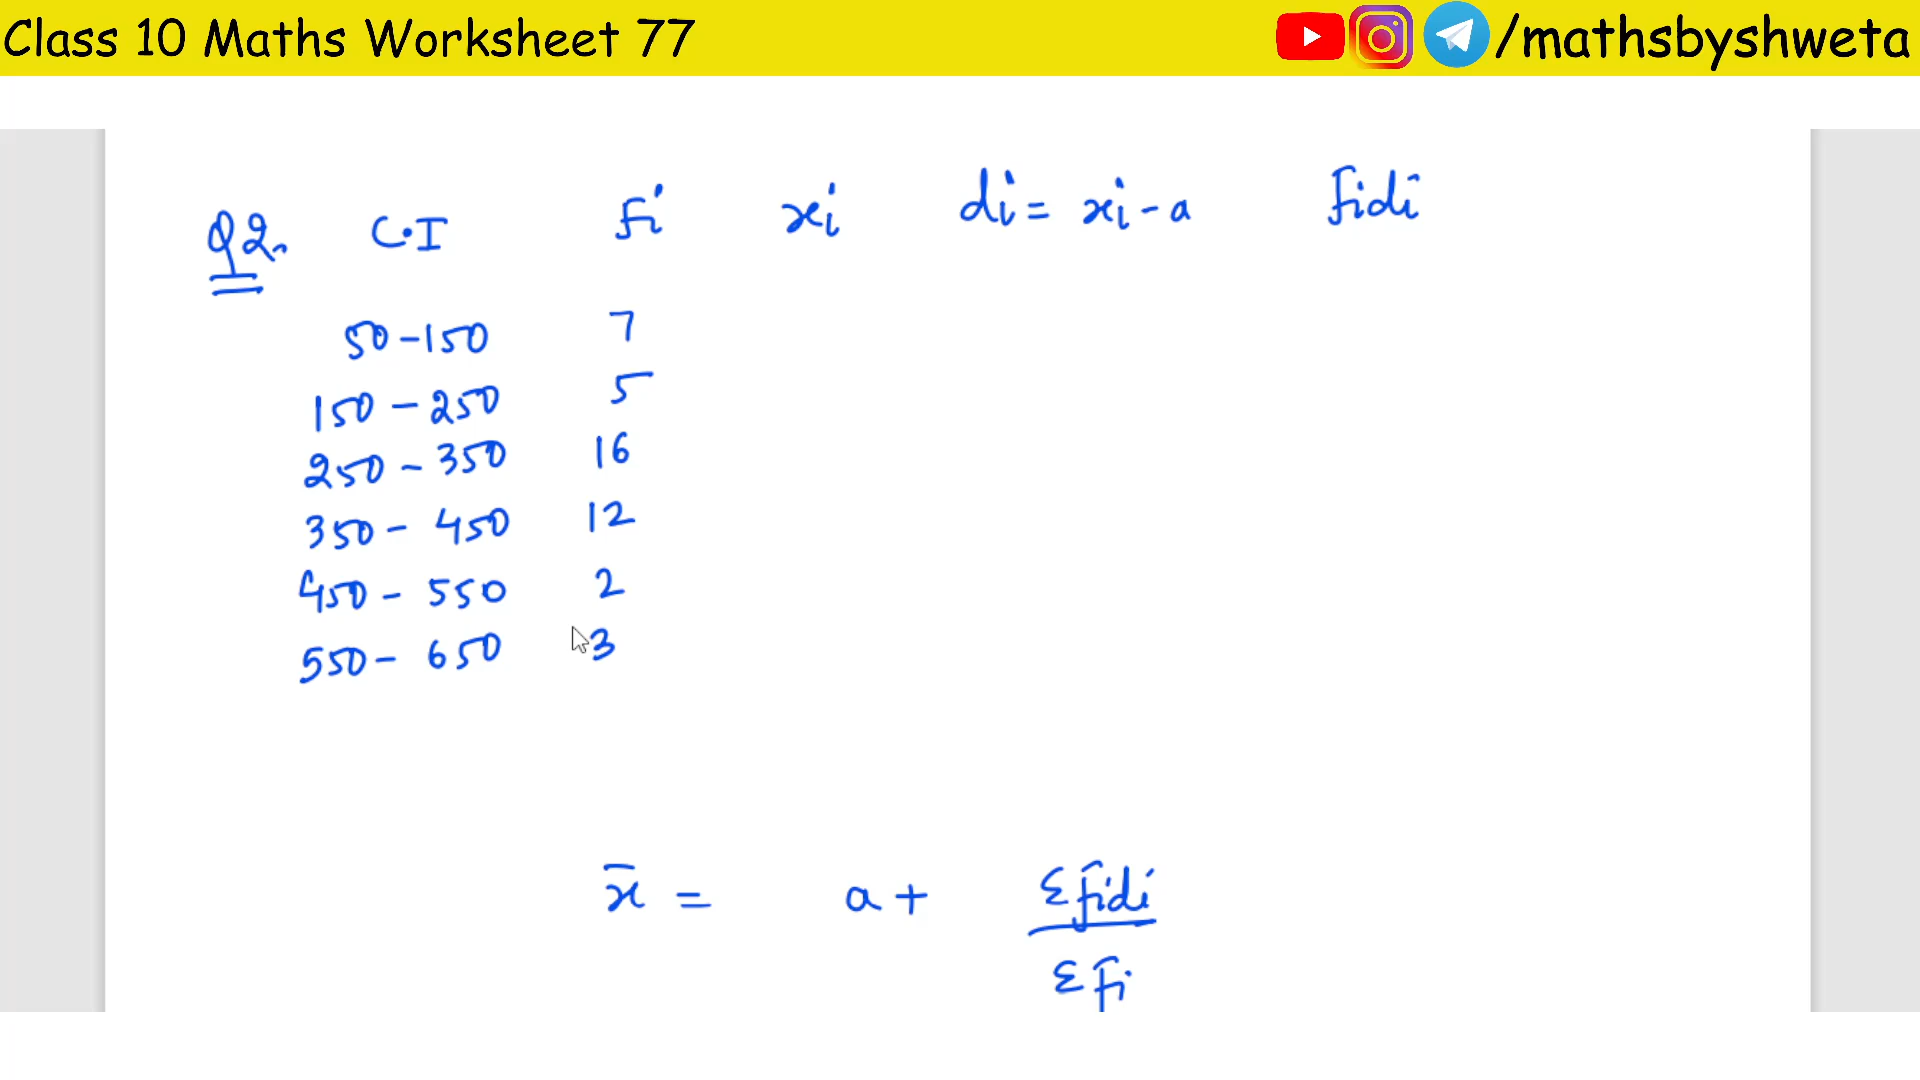 Class 10 Maths Worksheet 77 /mathsbyshweta
Q2. C.I fi xi di = xi - a fidi
50-150 7
150-250 5
250-350 16
350-450 12
450-550 2
550-650 3
x̄ = a + Σfidi
Σfi